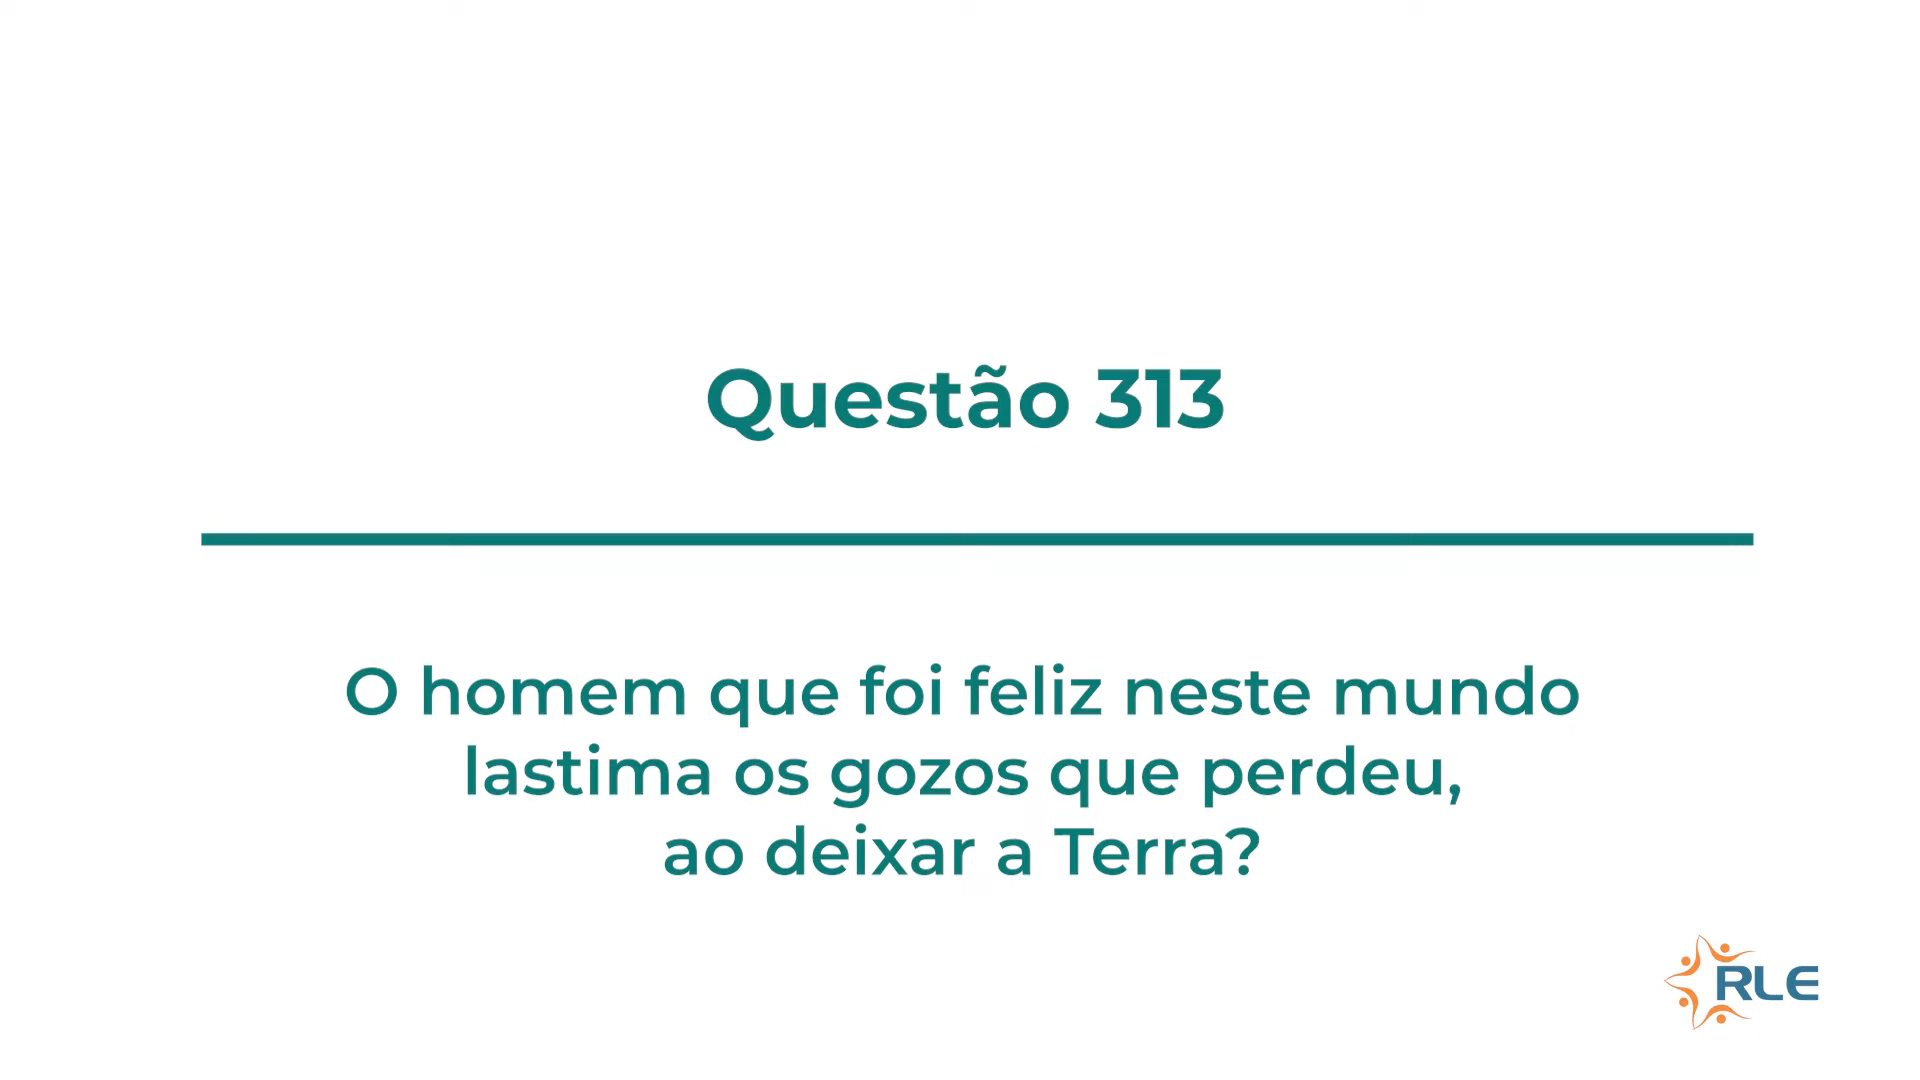 Questão 313
O homem que foi feliz neste mundo
lastima os gozos que perdeu,
ao deixar a Terra?
RLE